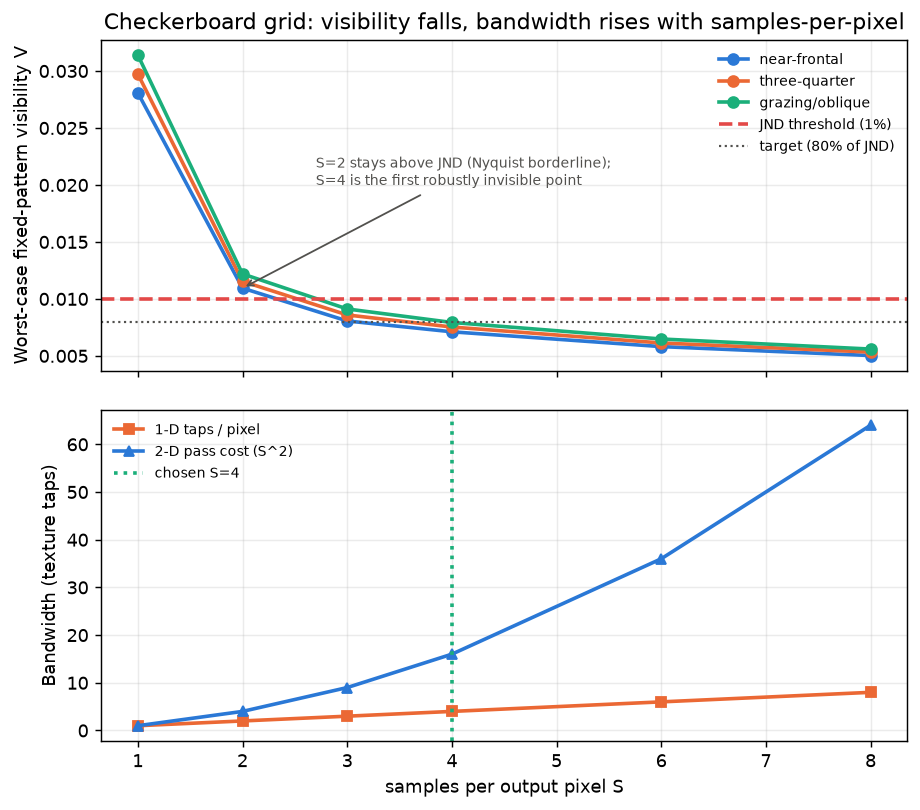 Checkerboard grid: visibility falls, bandwidth rises with samples-per-pixel
Worst-case fixed-pattern visibility V
0.030
0.025
0.020
0.015
0.010
0.005
near-frontal
three-quarter
grazing/oblique
JND threshold (1%)
target (80% of JND)
S=2 stays above JND (Nyquist borderline);
S=4 is the first robustly invisible point
Bandwidth (texture taps)
60
50
40
30
20
10
0
1-D taps / pixel
2-D pass cost (S^2)
chosen S=4
1 2 3 4 5 6 7 8
samples per output pixel S